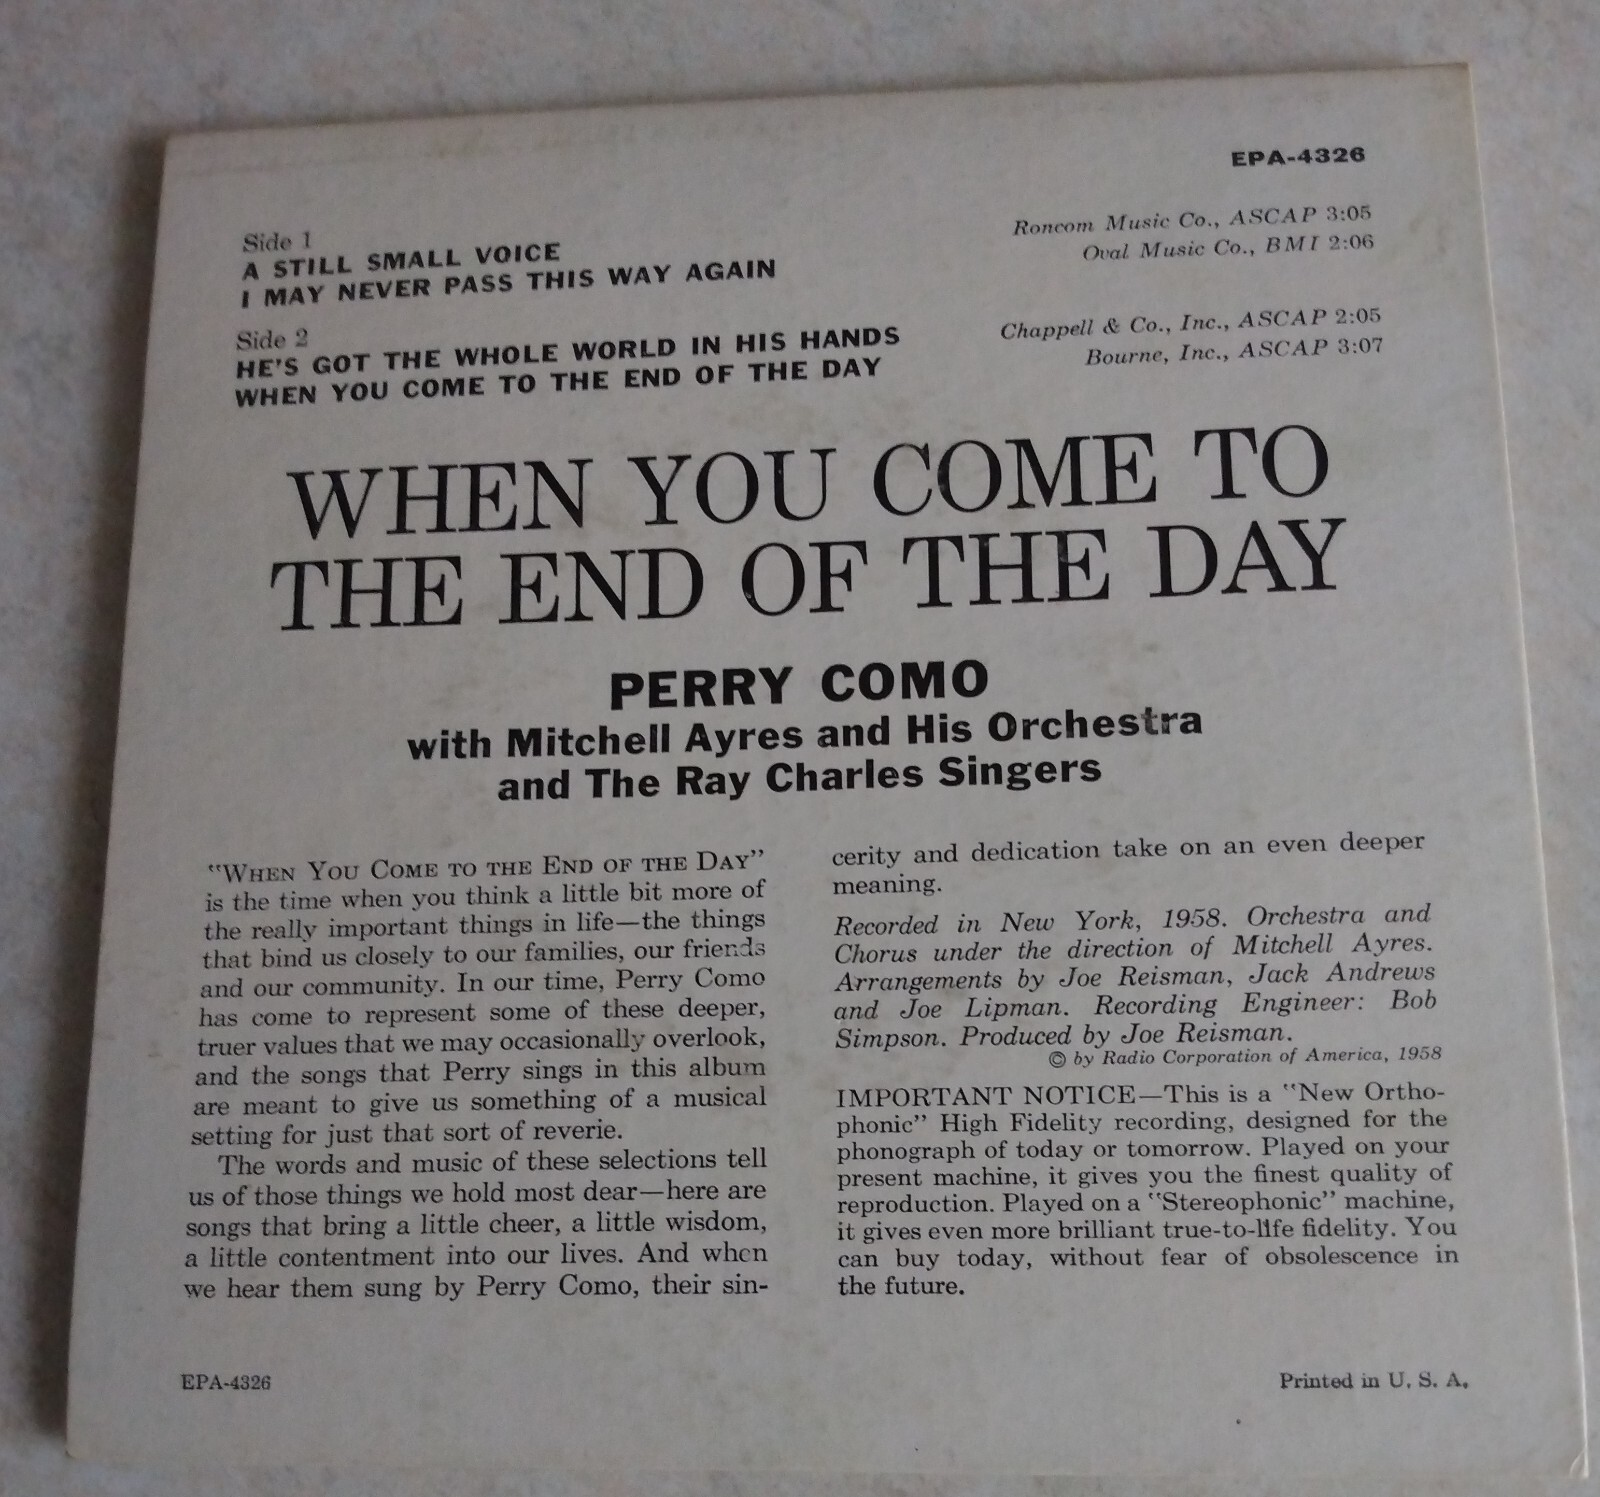 EPA-4326
Side 1
A STILL SMALL VOICE Roncom Music Co., ASCAP 3:05
I MAY NEVER PASS THIS WAY AGAIN Oval Music Co., BMI 2:06
Side 2
HE'S GOT THE WHOLE WORLD IN HIS HANDS Chappell & Co., Inc., ASCAP 2:05
WHEN YOU COME TO THE END OF THE DAY Bourne, Inc., ASCAP 3:07
WHEN YOU COME TO
THE END OF THE DAY
PERRY COMO
with Mitchell Ayres and His Orchestra
and The Ray Charles Singers
"WHEN YOU COME TO THE END OF THE DAY"
is the time when you think a little bit more of
the really important things in life—the things
that bind us closely to our families, our friends
and our community. In our time, Perry Como
has come to represent some of these deeper,
truer values that we may occasionally overlook,
and the songs that Perry sings in this album
are meant to give us something of a musical
setting for just that sort of reverie.
The words and music of these selections tell
us of those things we hold most dear—here are
songs that bring a little cheer, a little wisdom,
a little contentment into our lives. And when
we hear them sung by Perry Como, their sin-
cerity and dedication take on an even deeper
meaning.
Recorded in New York, 1958. Orchestra and
Chorus under the direction of Mitchell Ayres.
Arrangements by Joe Reisman, Jack Andrews
and Joe Lipman. Recording Engineer: Bob
Simpson. Produced by Joe Reisman.
© by Radio Corporation of America, 1958
IMPORTANT NOTICE—This is a "New Ortho-
phonic" High Fidelity recording, designed for the
phonograph of today or tomorrow. Played on your
present machine, it gives you the finest quality of
reproduction. Played on a "Stereophonic" machine,
it gives even more brilliant true-to-life fidelity. You
can buy today, without fear of obsolescence in
the future.
EPA-4326
Printed in U. S. A.